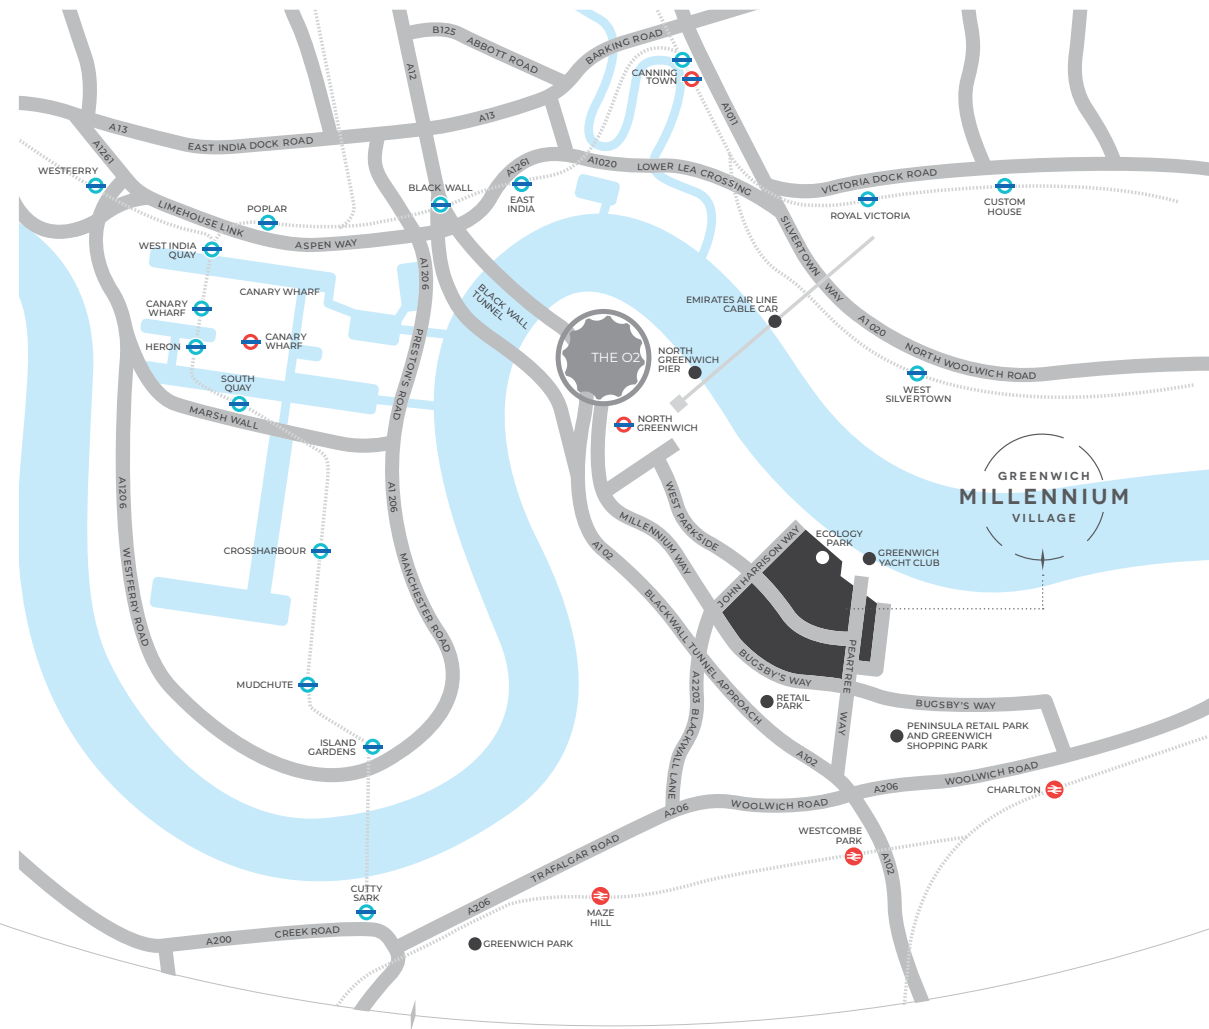 B125
ABBOTT ROAD
BARKING ROAD
A12
CANNING
TOWN
A13
EAST INDIA DOCK ROAD
A13
A1011
A1261
WESTFERRY
A1261
A1020
LOWER LEA CROSSING
VICTORIA DOCK ROAD
BLACK WALL
EAST
INDIA
ROYAL VICTORIA
CUSTOM
HOUSE
LIMEHOUSE LINK
POPLAR
ASPEN WAY
WEST INDIA
QUAY
SILVERTOWN
WAY
A1 206
CANARY WHARF
BLACK WALL
TUNNEL
EMIRATES AIR LINE
CABLE CAR
CANARY
WHARF
A1 020
NORTH WOOLWICH ROAD
CANARY
WHARF
HERON
THE O2
NORTH
GREENWICH
PIER
PRESTON'S ROAD
SOUTH
QUAY
WEST
SILVERTOWN
MARSH WALL
NORTH
GREENWICH
GREENWICH
MILLENNIUM
VILLAGE
A1206
A1 206
WEST PARKSIDE
MILLENNIUM WAY
A102
JOHN HARRISON WAY
ECOLOGY
PARK
GREENWICH
YACHT CLUB
CROSSHARBOUR
WESTFERRY ROAD
MANCHESTER ROAD
BLACKWALL TUNNEL APPROACH
BUGSBY'S WAY
PEARTREE
WAY
MUDCHUTE
A2203
BLACKWALL LANE
RETAIL
PARK
BUGSBY'S WAY
PENINSULA RETAIL PARK
AND GREENWICH
SHOPPING PARK
ISLAND
GARDENS
A102
A206
WOOLWICH ROAD
CHARLTON
A206
WOOLWICH ROAD
WESTCOMBE
PARK
A102
TRAFALGAR ROAD
CUTTY
SARK
A206
MAZE
HILL
A200
CREEK ROAD
GREENWICH PARK